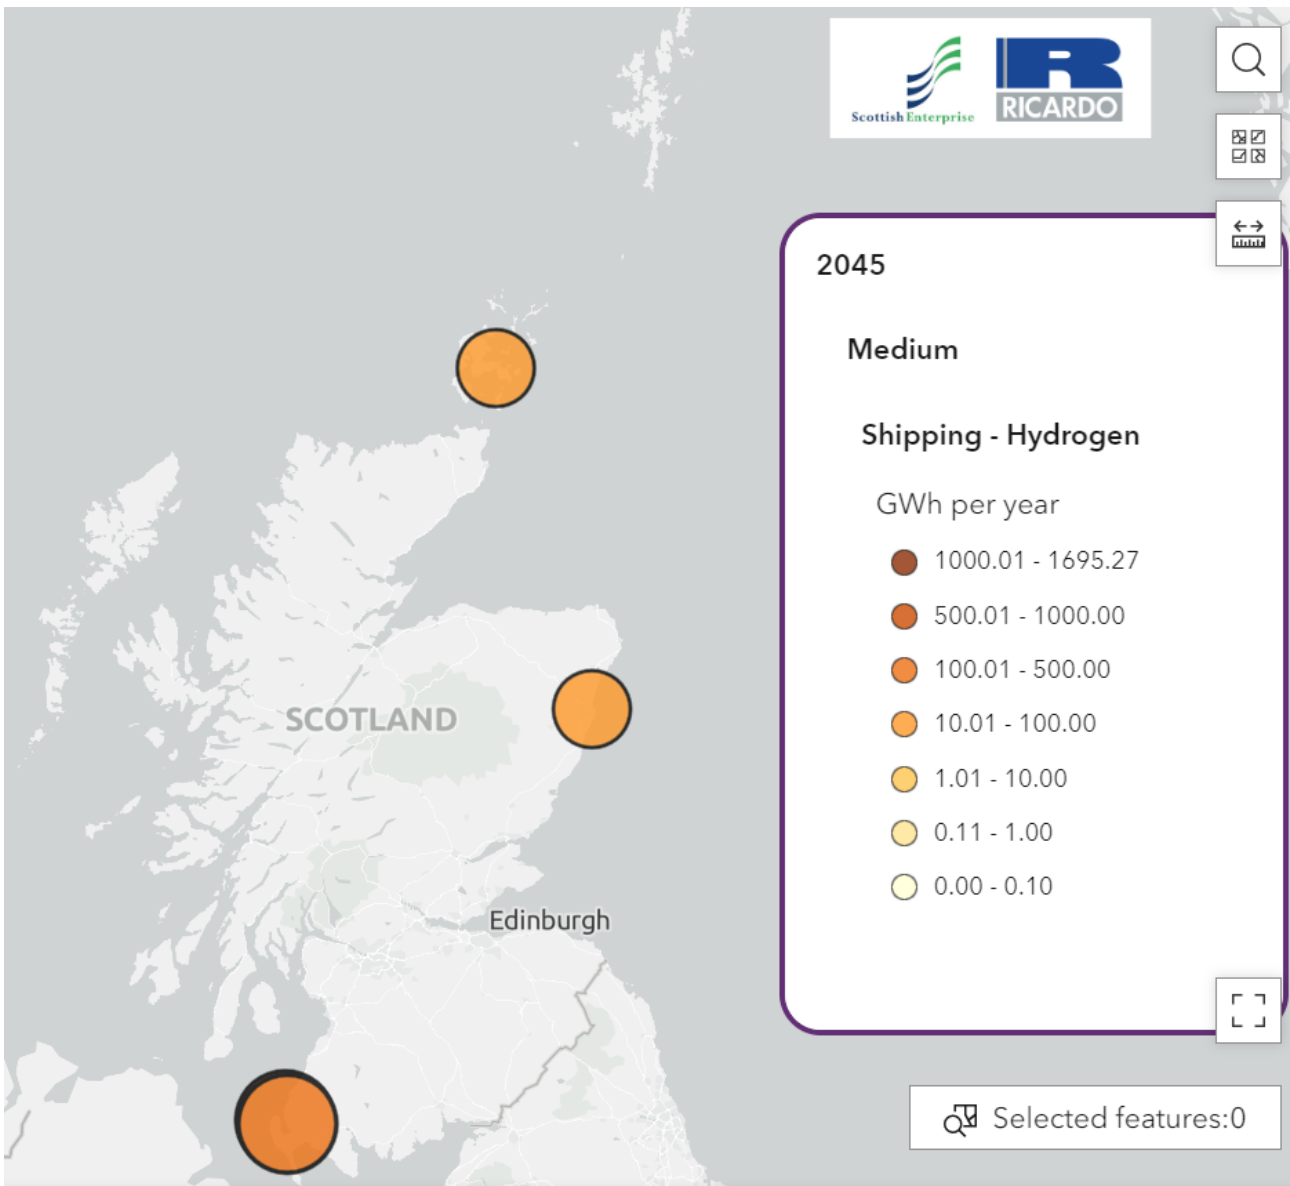 Scottish Enterprise
RICARDO
2045
Medium
Shipping - Hydrogen
GWh per year
1000.01 - 1695.27
500.01 - 1000.00
100.01 - 500.00
10.01 - 100.00
1.01 - 10.00
0.11 - 1.00
0.00 - 0.10
SCOTLAND
Edinburgh
Selected features:0